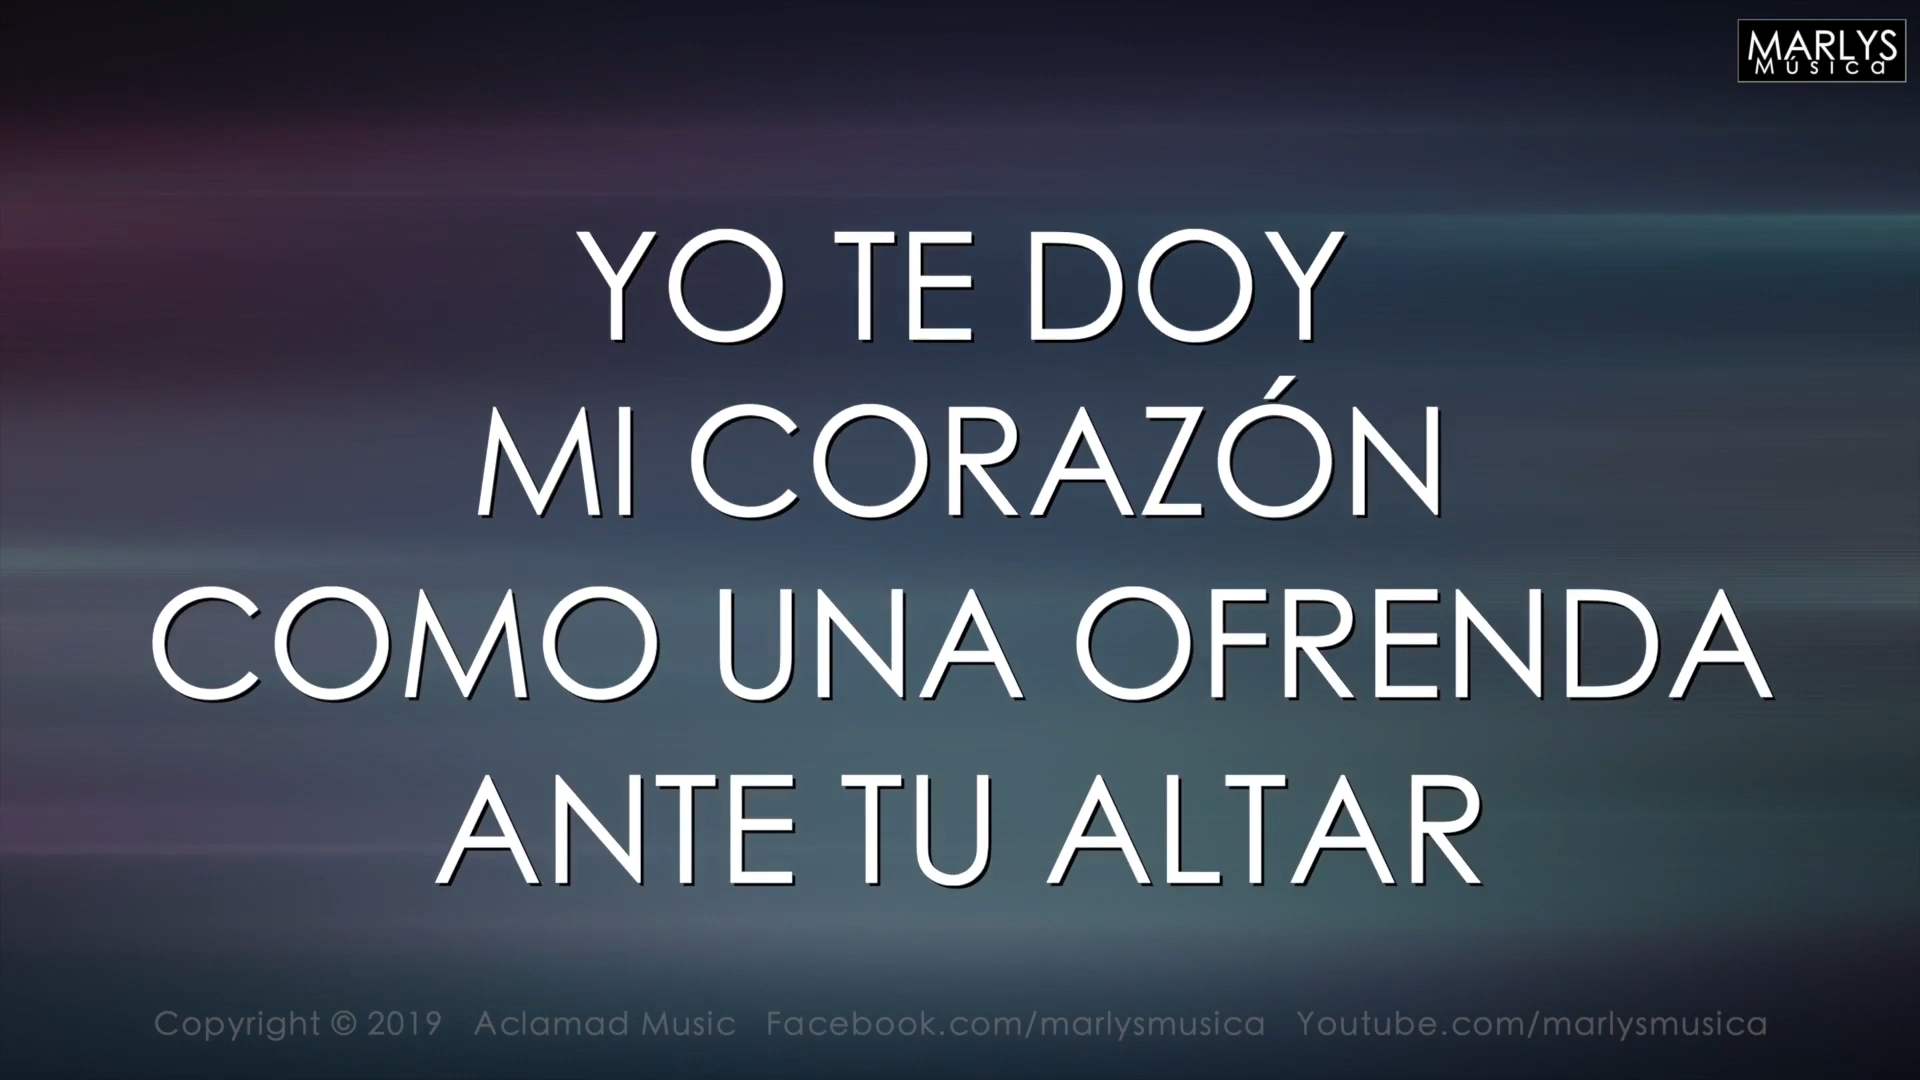 MARLYS
Música
YO TE DOY
MI CORAZÓN
COMO UNA OFRENDA
ANTE TU ALTAR
Copyright © 2019 Aclamad Music Facebook.com/marlysmusica Youtube.com/marlysmusica